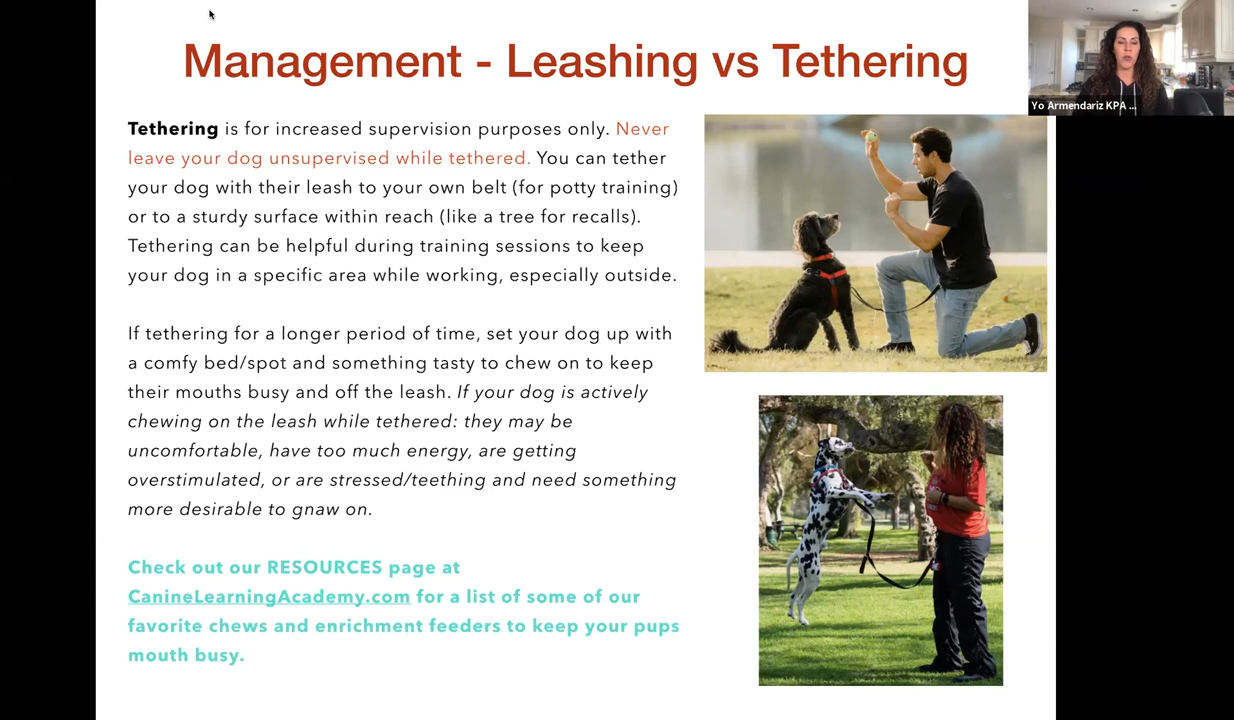 Management - Leashing vs Tethering
Yo Armendariz KPA ...
Tethering is for increased supervision purposes only. Never
leave your dog unsupervised while tethered. You can tether
your dog with their leash to your own belt (for potty training)
or to a sturdy surface within reach (like a tree for recalls).
Tethering can be helpful during training sessions to keep
your dog in a specific area while working, especially outside.
If tethering for a longer period of time, set your dog up with
a comfy bed/spot and something tasty to chew on to keep
their mouths busy and off the leash. If your dog is actively
chewing on the leash while tethered: they may be
uncomfortable, have too much energy, are getting
overstimulated, or are stressed/teething and need something
more desirable to gnaw on.
Check out our RESOURCES page at
CanineLearningAcademy.com for a list of some of our
favorite chews and enrichment feeders to keep your pups
mouth busy.